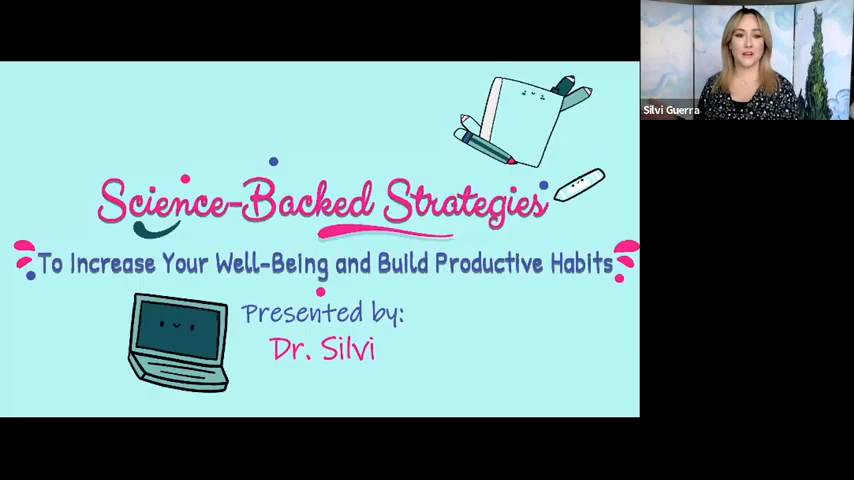 Silvi Guerra
Science-Backed Strategies
To Increase Your Well-Being and Build Productive Habits
Presented by:
Dr. Silvi